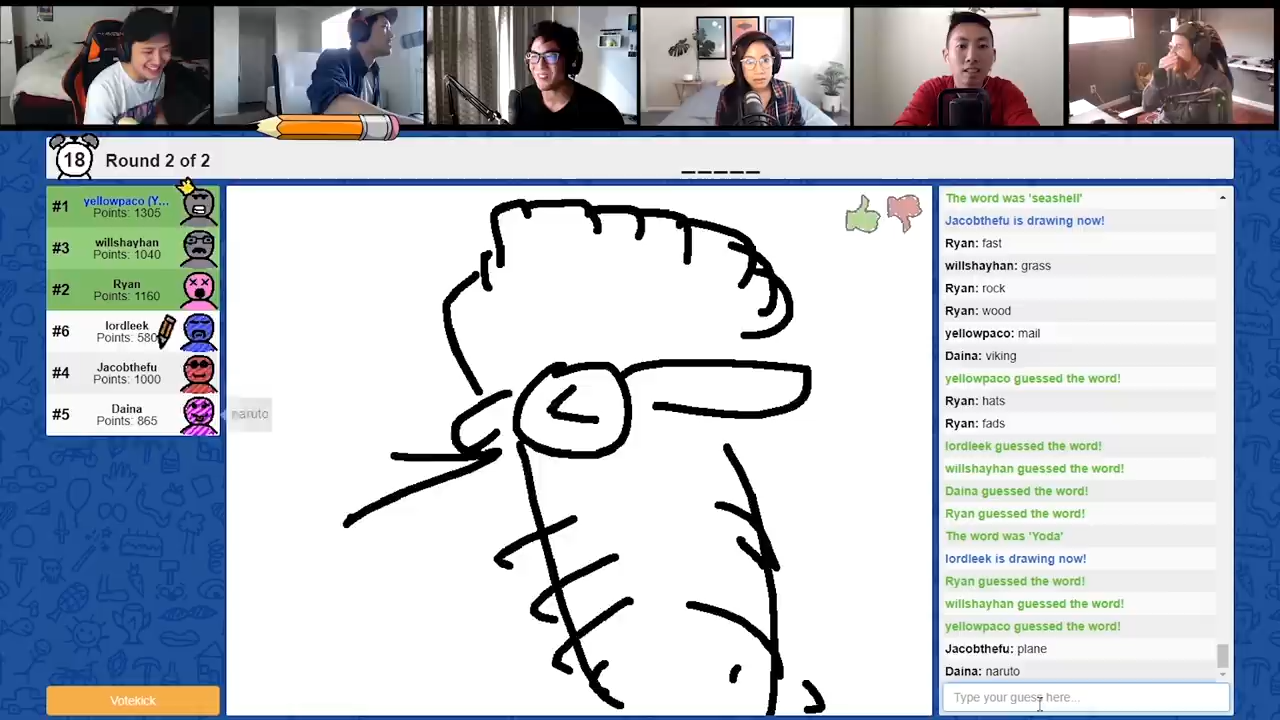 18
Round 2 of 2
_____
#1 yellowpaco (Y...
Points: 1305
#3 willshayhan
Points: 1040
#2 Ryan
Points: 1160
#6 lordleek
Points: 580
#4 Jacobthefu
Points: 1000
#5 Daina
Points: 865
naruto
Votekick
The word was 'seashell'
Jacobthefu is drawing now!
Ryan: fast
willshayhan: grass
Ryan: rock
Ryan: wood
yellowpaco: mail
Daina: viking
yellowpaco guessed the word!
Ryan: hats
Ryan: fads
lordleek guessed the word!
willshayhan guessed the word!
Daina guessed the word!
Ryan guessed the word!
The word was 'Yoda'
lordleek is drawing now!
Ryan guessed the word!
willshayhan guessed the word!
yellowpaco guessed the word!
Jacobthefu: plane
Daina: naruto
Type your guess here...